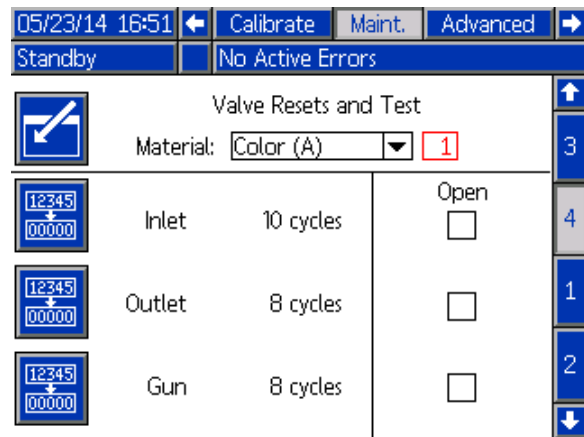 05/23/14 16:51 Calibrate Maint. Advanced
Standby No Active Errors
Valve Resets and Test
Material: Color (A) 1
3
Open
12345
00000
Inlet 10 cycles
4
12345
00000
Outlet 8 cycles
1
12345
00000
Gun 8 cycles
2